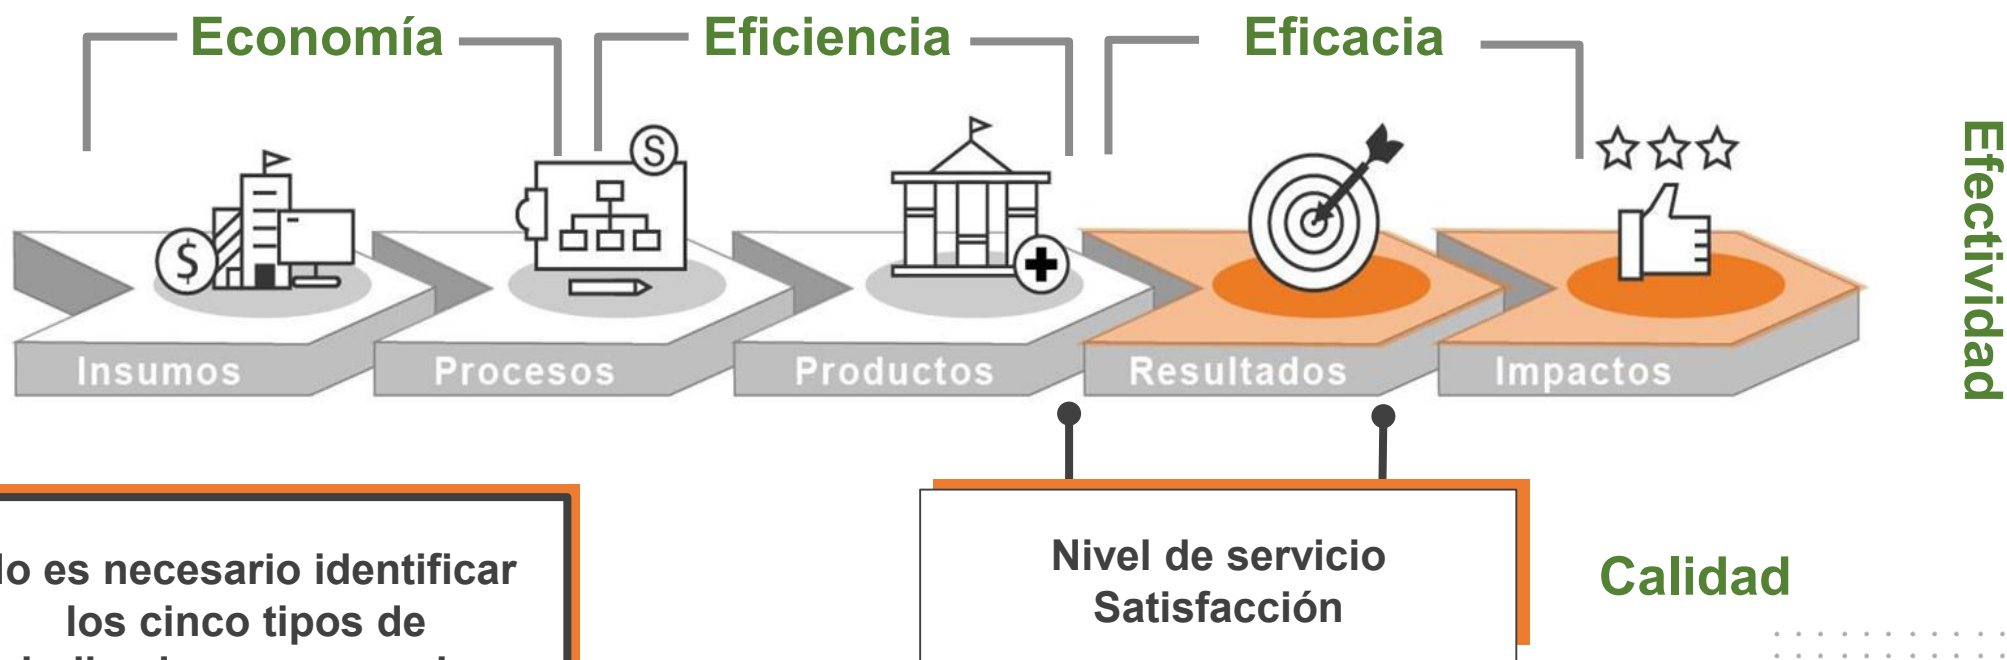 Economía
Eficiencia
Eficacia
Efectividad
$
S
Insumos
Procesos
Productos
Resultados
Impactos
es necesario identificar
los cinco tipos de
Nivel de servicio
Satisfacción
Calidad